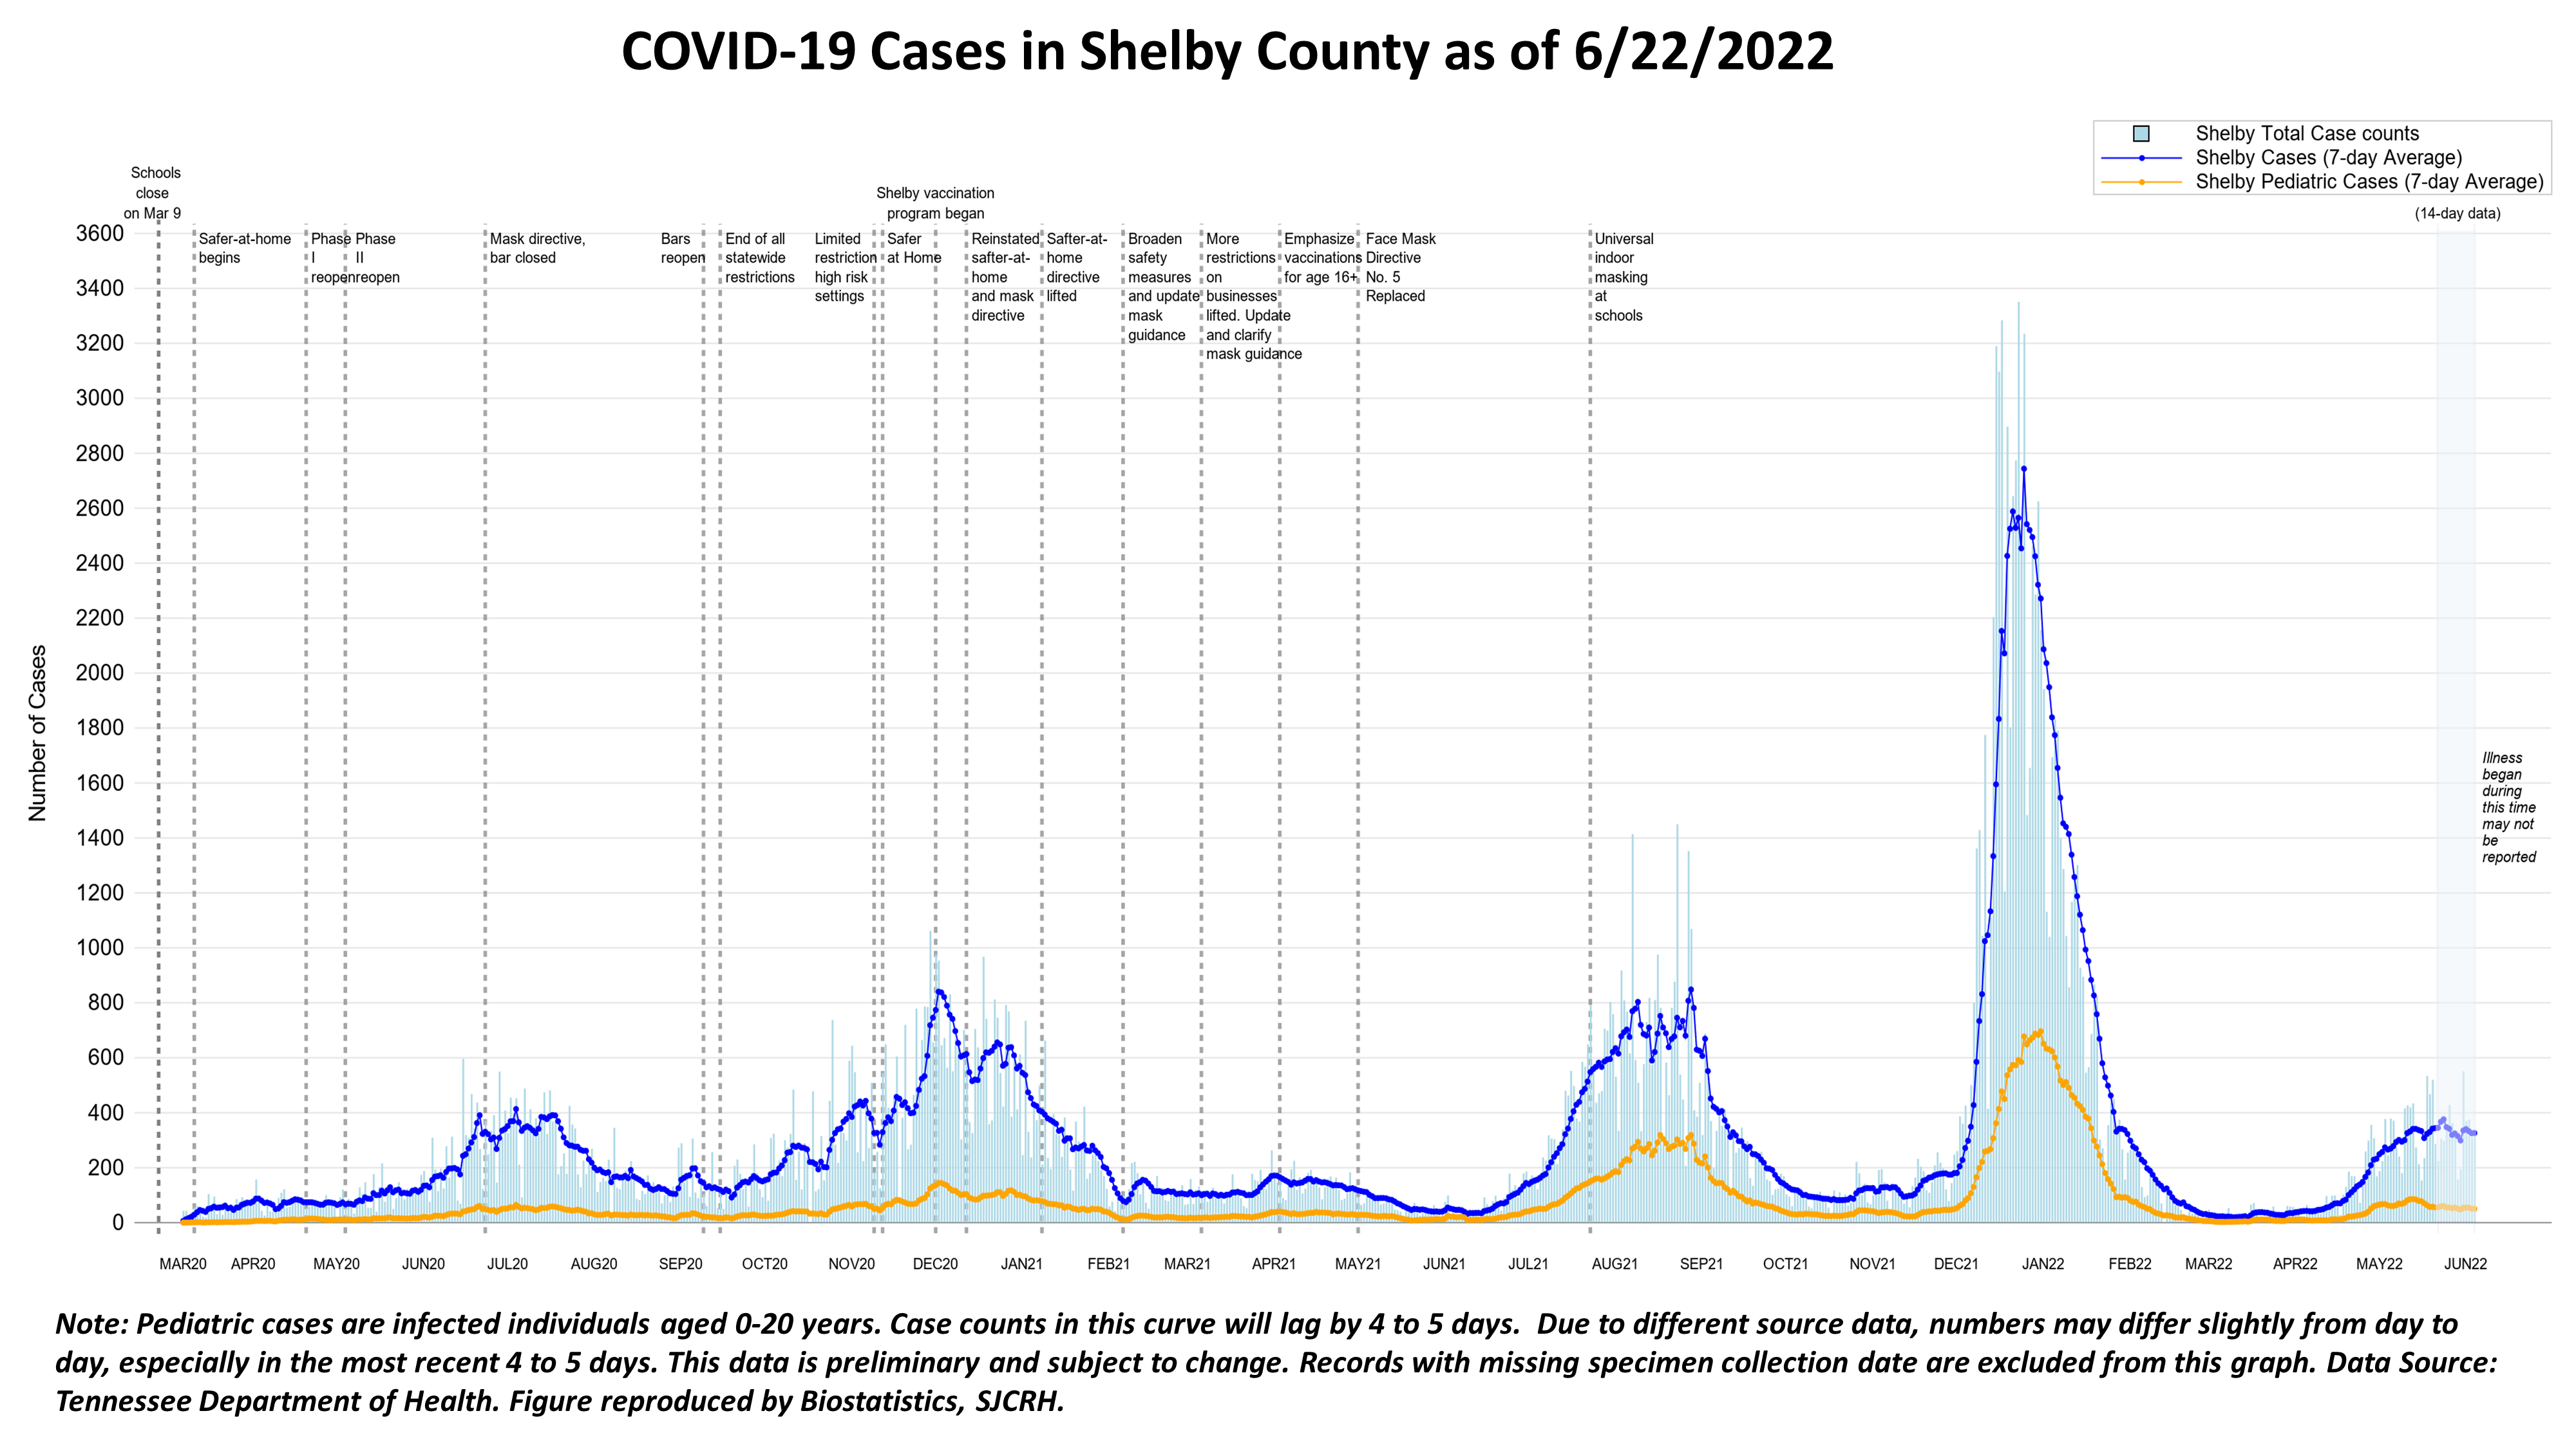 COVID-19 Cases in Shelby County as of 6/22/2022
Shelby Total Case counts
Shelby Cases (7-day Average)
Shelby Pediatric Cases (7-day Average)
Schools
close
on Mar 9
Shelby vaccination
program began
(14-day data)
Safer-at-home
begins
Phase
I
reopen
Phase
II
reopen
Mask directive,
bar closed
Bars
reopen
End of all
statewide
restrictions
Limited
restriction
high risk
settings
Safer
at Home
Reinstated
safter-at-
home
and mask
directive
Safter-at-
home
directive
lifted
Broaden
safety
measures
and update
mask
guidance
More
restrictions
on
businesses
lifted. Update
and clarify
mask guidance
Emphasize
vaccinations
for age 16+
Face Mask
Directive
No. 5
Replaced
Universal
indoor
masking
at
schools
3600
3400
3200
3000
2800
2600
2400
2200
2000
1800
1600
1400
1200
1000
800
600
400
200
0
Number of Cases
Illness
began
during
this time
may not
be
reported
MAR20 APR20 MAY20 JUN20 JUL20 AUG20 SEP20 OCT20 NOV20 DEC20 JAN21 FEB21 MAR21 APR21 MAY21 JUN21 JUL21 AUG21 SEP21 OCT21 NOV21 DEC21 JAN22 FEB22 MAR22 APR22 MAY22 JUN22
Note: Pediatric cases are infected individuals aged 0-20 years. Case counts in this curve will lag by 4 to 5 days.  Due to different source data, numbers may differ slightly from day to
day, especially in the most recent 4 to 5 days. This data is preliminary and subject to change. Records with missing specimen collection date are excluded from this graph. Data Source:
Tennessee Department of Health. Figure reproduced by Biostatistics, SJCRH.